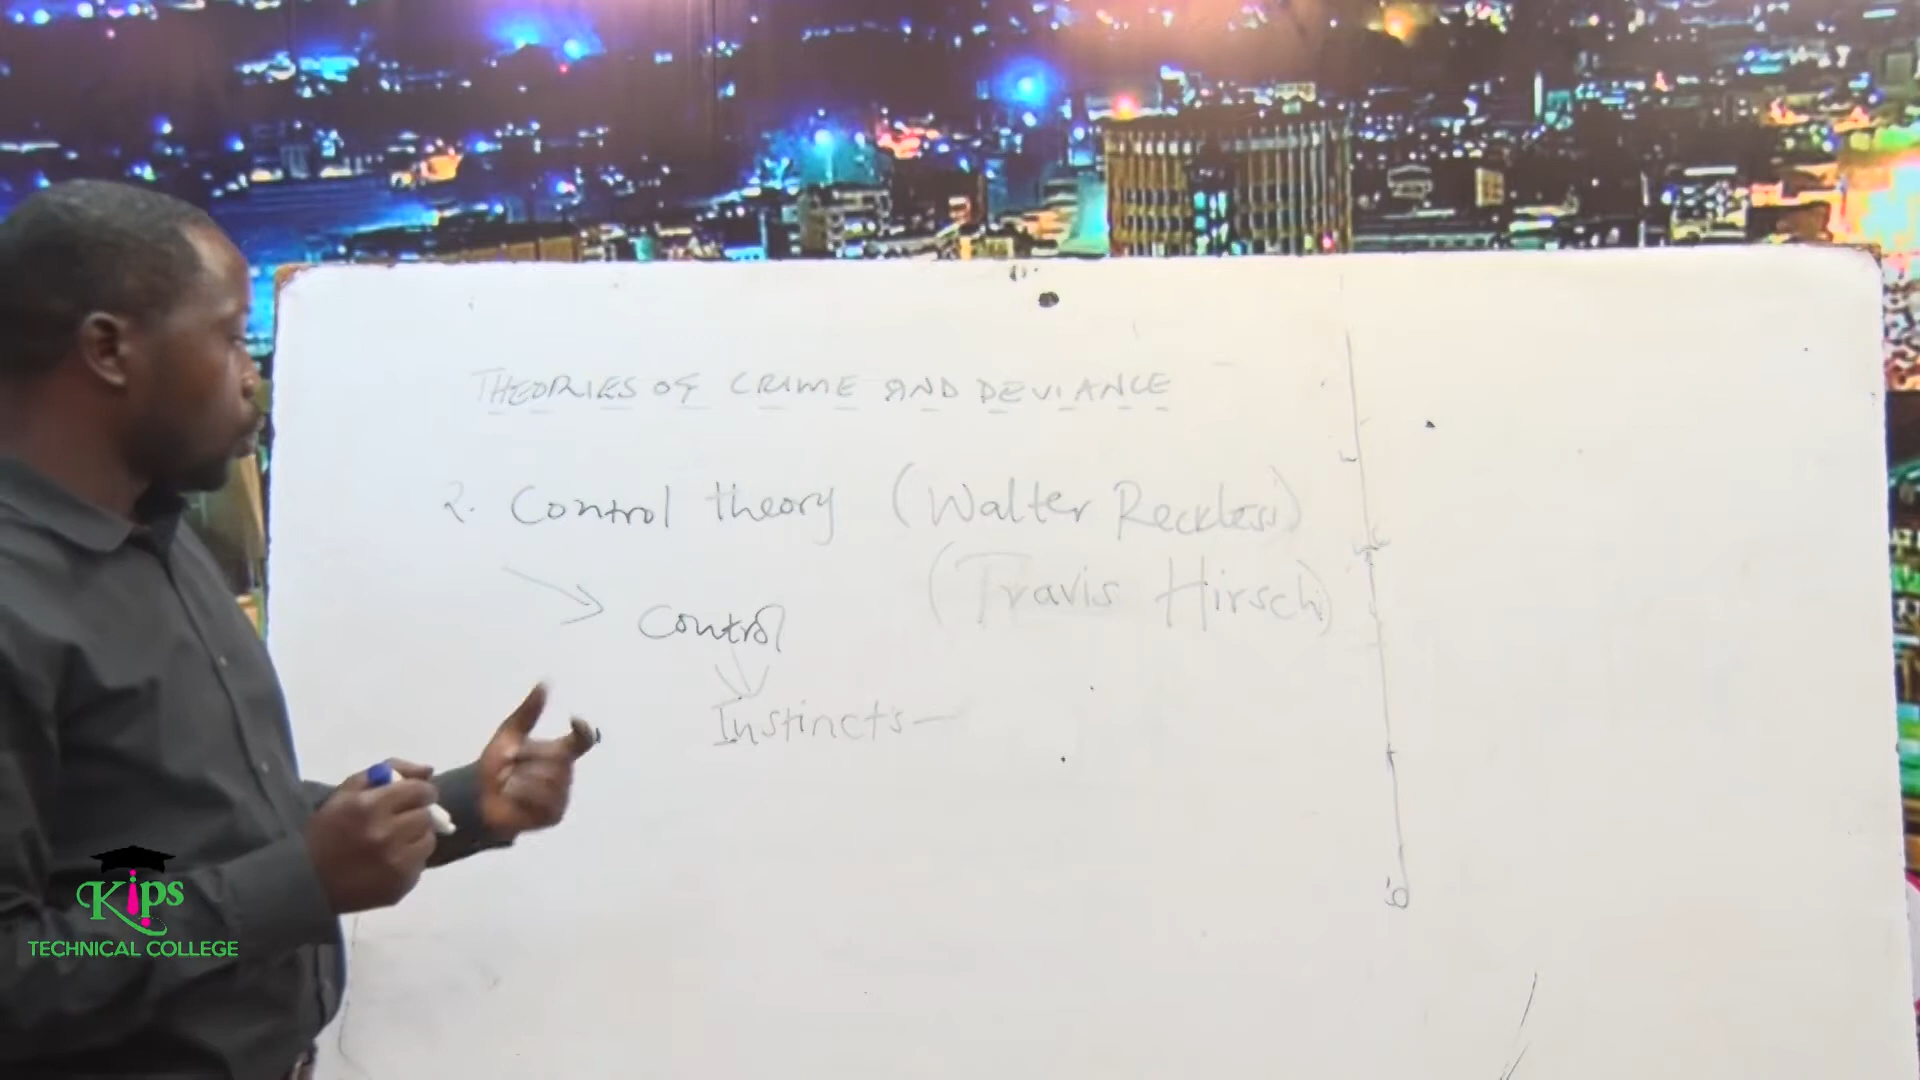 THEORIES OF CRIME AND DEVIANCE
2. Control theory (Walter Reckless)
(Travis Hirsch)
Control
Instincts—
Kips
TECHNICAL COLLEGE